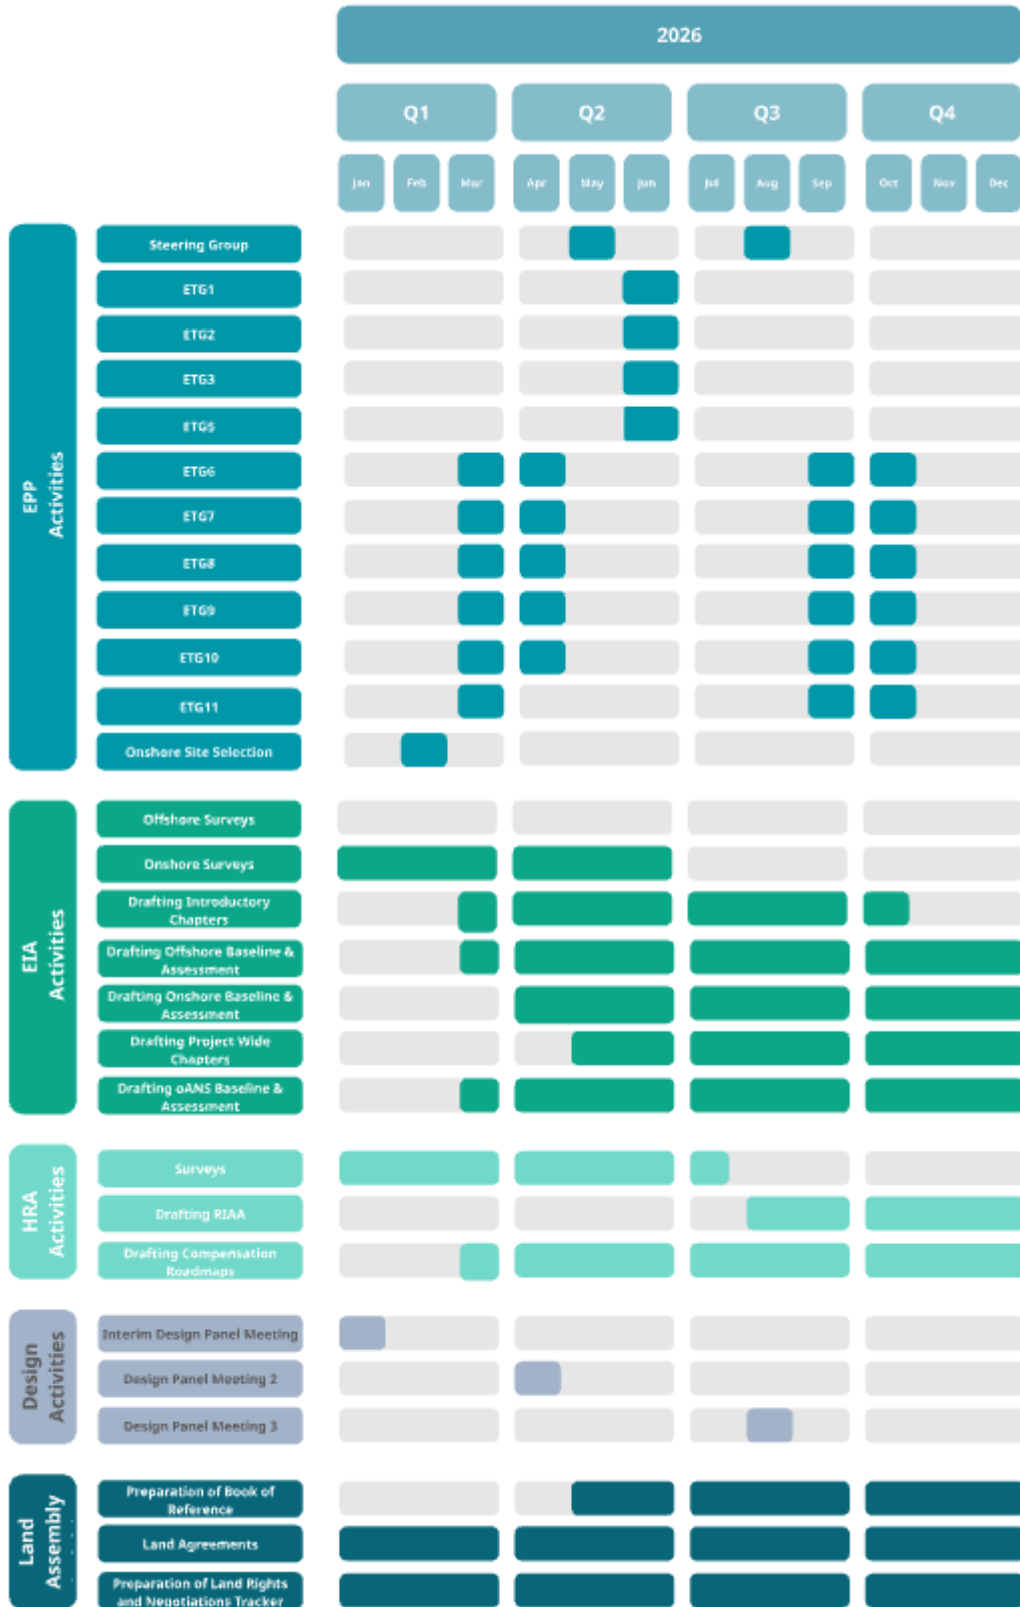 2026
Q1 Q2 Q3 Q4
Jan Feb Mar Apr May Jun Jul Aug Sep Oct Nov Dec
EPP
Activities
Steering Group
ETG1
ETG2
ETG3
ETG5
ETG6
ETG7
ETG8
ETG9
ETG10
ETG11
Onshore Site Selection
EIA
Activities
Offshore Surveys
Onshore Surveys
Drafting Introductory
Chapters
Drafting Offshore Baseline &
Assessment
Drafting Onshore Baseline &
Assessment
Drafting Project Wide
Chapters
Drafting oANS Baseline &
Assessment
HRA
Activities
Surveys
Drafting RIAA
Drafting Compensation
Roadmaps
Design
Activities
Interim Design Panel Meeting
Design Panel Meeting 2
Design Panel Meeting 3
Land
Assembly
Preparation of Book of
Reference
Land Agreements
Preparation of Land Rights
and Negotiations Tracker